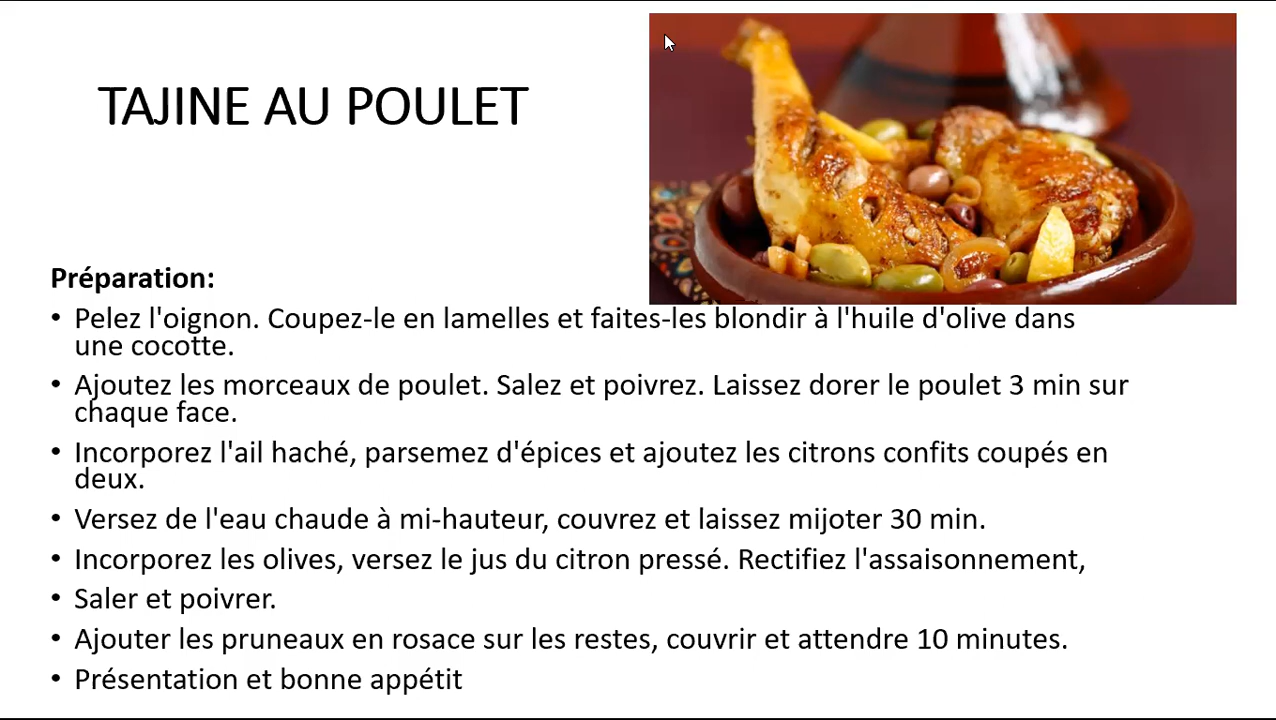 TAJINE AU POULET
Préparation:
• Pelez l'oignon. Coupez-le en lamelles et faites-les blondir à l'huile d'olive dans
une cocotte.
• Ajoutez les morceaux de poulet. Salez et poivrez. Laissez dorer le poulet 3 min sur
chaque face.
• Incorporez l'ail haché, parsemez d'épices et ajoutez les citrons confits coupés en
deux.
• Versez de l'eau chaude à mi-hauteur, couvrez et laissez mijoter 30 min.
• Incorporez les olives, versez le jus du citron pressé. Rectifiez l'assaisonnement,
• Saler et poivrer.
• Ajouter les pruneaux en rosace sur les restes, couvrir et attendre 10 minutes.
• Présentation et bonne appétit